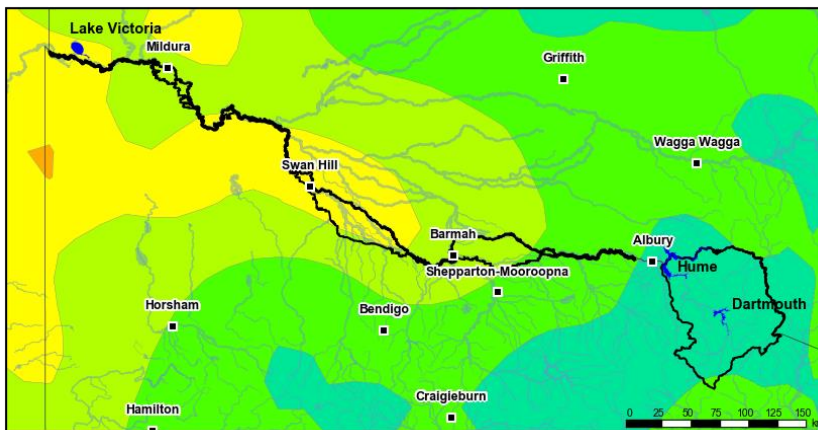 Lake Victoria
Mildura
Griffith
Wagga Wagga
Swan Hill
Barmah
Albury
Hume
Shepparton-Mooroopna
Dartmouth
Horsham
Bendigo
Craigieburn
Hamilton
0 25 50 75 100 125 150